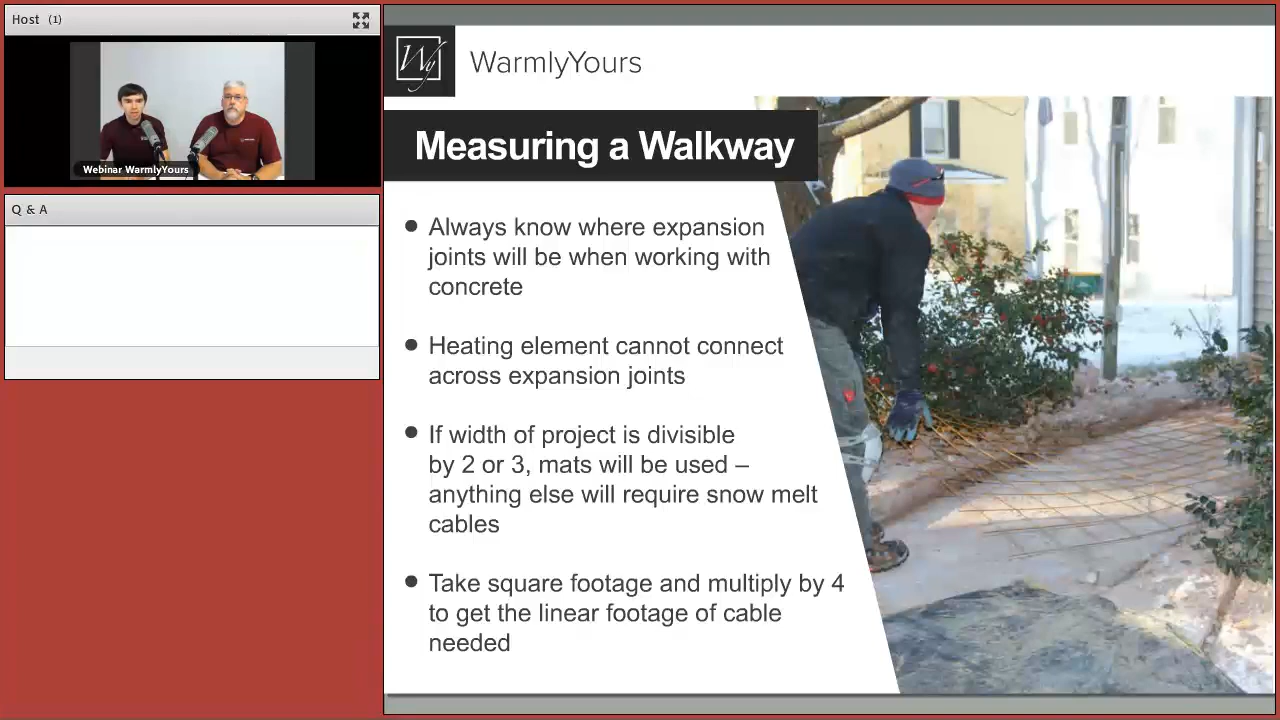 Host (1)
Webinar WarmlyYours
Q & A
Wy
WarmlyYours
Measuring a Walkway
• Always know where expansion
joints will be when working with
concrete
• Heating element cannot connect
across expansion joints
• If width of project is divisible
by 2 or 3, mats will be used –
anything else will require snow melt
cables
• Take square footage and multiply by 4
to get the linear footage of cable
needed